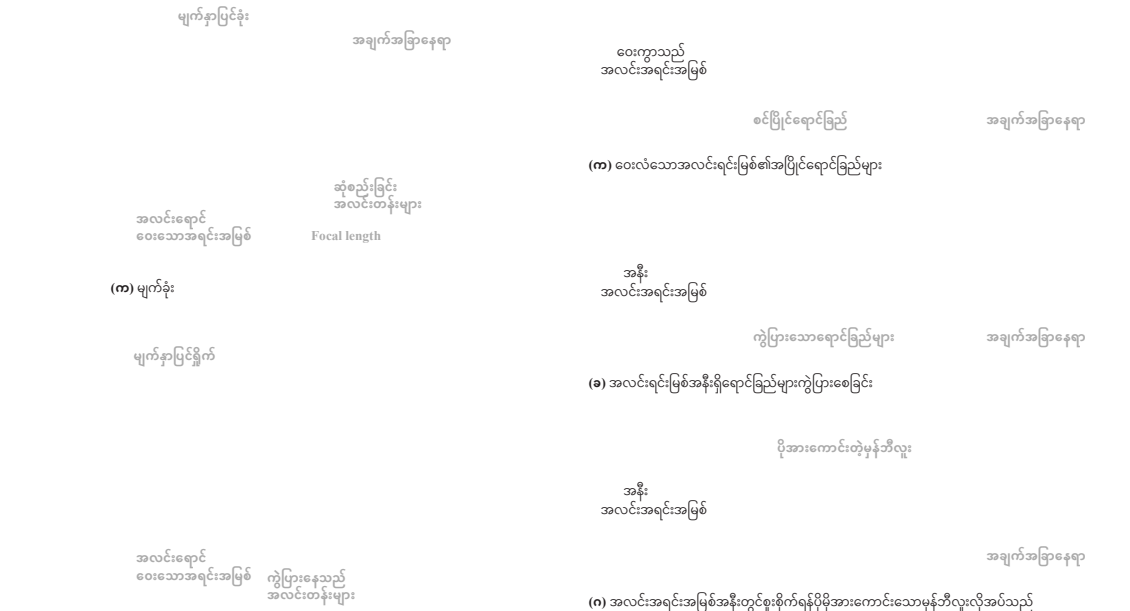 မျက်နှာပြင်ခုံး
အချက်အခြာနေရာ
ဆုံစည်းခြင်း
အလင်းတန်းများ
အလင်းရောင်
ဝေးသောအရင်းအမြစ်
Focal length
(က) မျက်ခုံး
မျက်နှာပြင်ရှိုက်
အလင်းရောင်
ဝေးသောအရင်းအမြစ်
ကွဲပြားနေသည်
အလင်းတန်းများ
ဝေးကွာသည်
အလင်းအရင်းအမြစ်
စင်ပြိုင်ရောင်ခြည်
အချက်အခြာနေရာ
(က) ဝေးလံသောအလင်းရင်းမြစ်၏အပြိုင်ရောင်ခြည်များ
အနီး
အလင်းအရင်းအမြစ်
ကွဲပြားသောရောင်ခြည်များ
အချက်အခြာနေရာ
(ခ) အလင်းရင်းမြစ်အနီးရှိရောင်ခြည်များကွဲပြားစေခြင်း
ပိုအားကောင်းတဲ့မှန်ဘီလူး
အနီး
အလင်းအရင်းအမြစ်
အချက်အခြာနေရာ
(ဂ) အလင်းအရင်းအမြစ်အနီးတွင်စူးစိုက်ရန်ပိုမိုအားကောင်းသောမှန်ဘီလူးလိုအပ်သည်